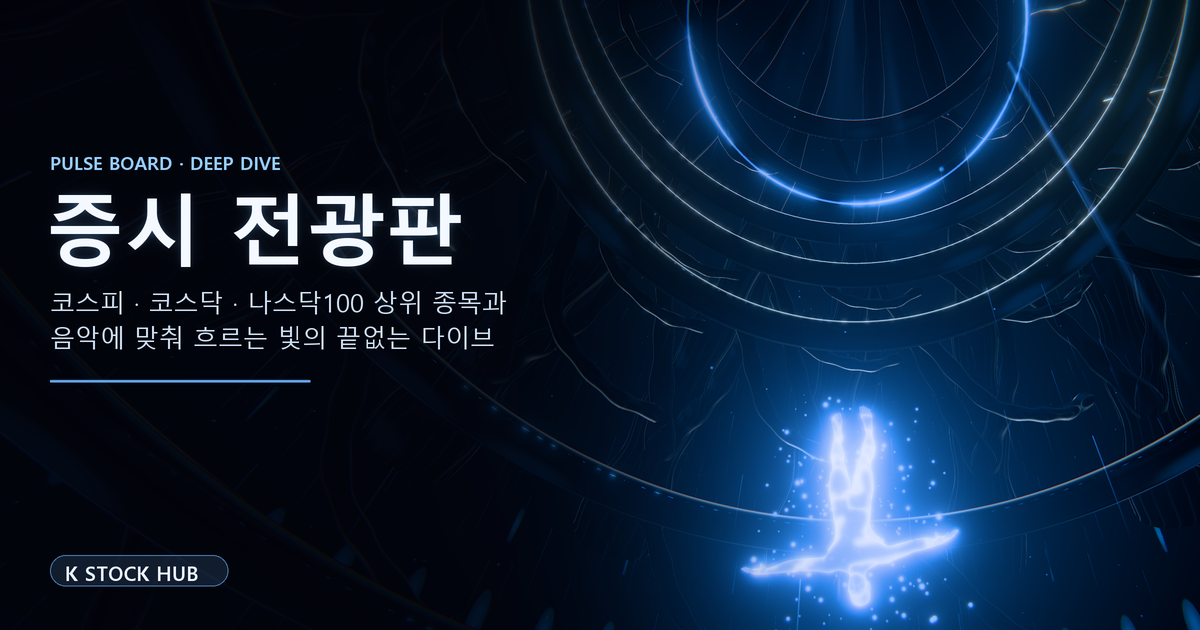 PULSE BOARD · DEEP DIVE
증시 전광판
코스피 · 코스닥 · 나스닥100 상위 종목과
음악에 맞춰 흐르는 빛의 끝없는 다이브
K STOCK HUB